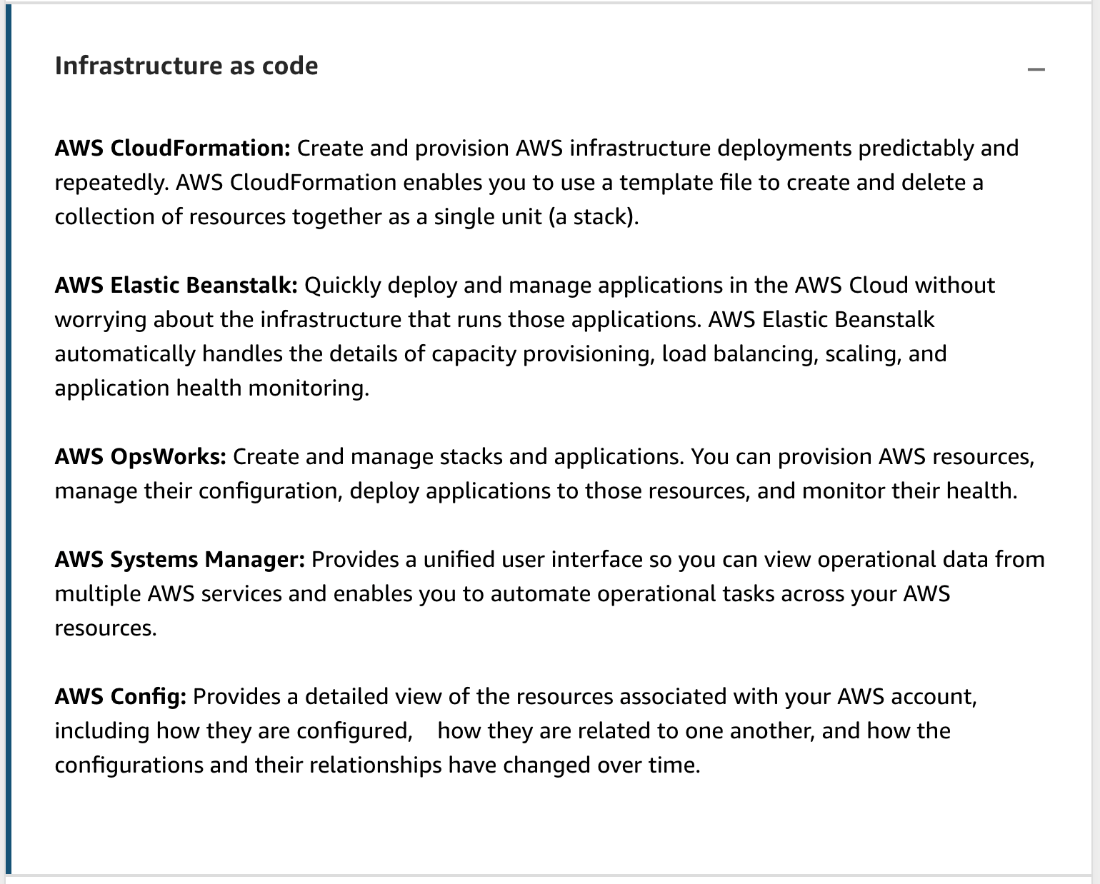 Infrastructure as code
AWS CloudFormation: Create and provision AWS infrastructure deployments predictably and
repeatedly. AWS CloudFormation enables you to use a template file to create and delete a
collection of resources together as a single unit (a stack).
AWS Elastic Beanstalk: Quickly deploy and manage applications in the AWS Cloud without
worrying about the infrastructure that runs those applications. AWS Elastic Beanstalk
automatically handles the details of capacity provisioning, load balancing, scaling, and
application health monitoring.
AWS OpsWorks: Create and manage stacks and applications. You can provision AWS resources,
manage their configuration, deploy applications to those resources, and monitor their health.
AWS Systems Manager: Provides a unified user interface so you can view operational data from
multiple AWS services and enables you to automate operational tasks across your AWS
resources.
AWS Config: Provides a detailed view of the resources associated with your AWS account,
including how they are configured,    how they are related to one another, and how the
configurations and their relationships have changed over time.